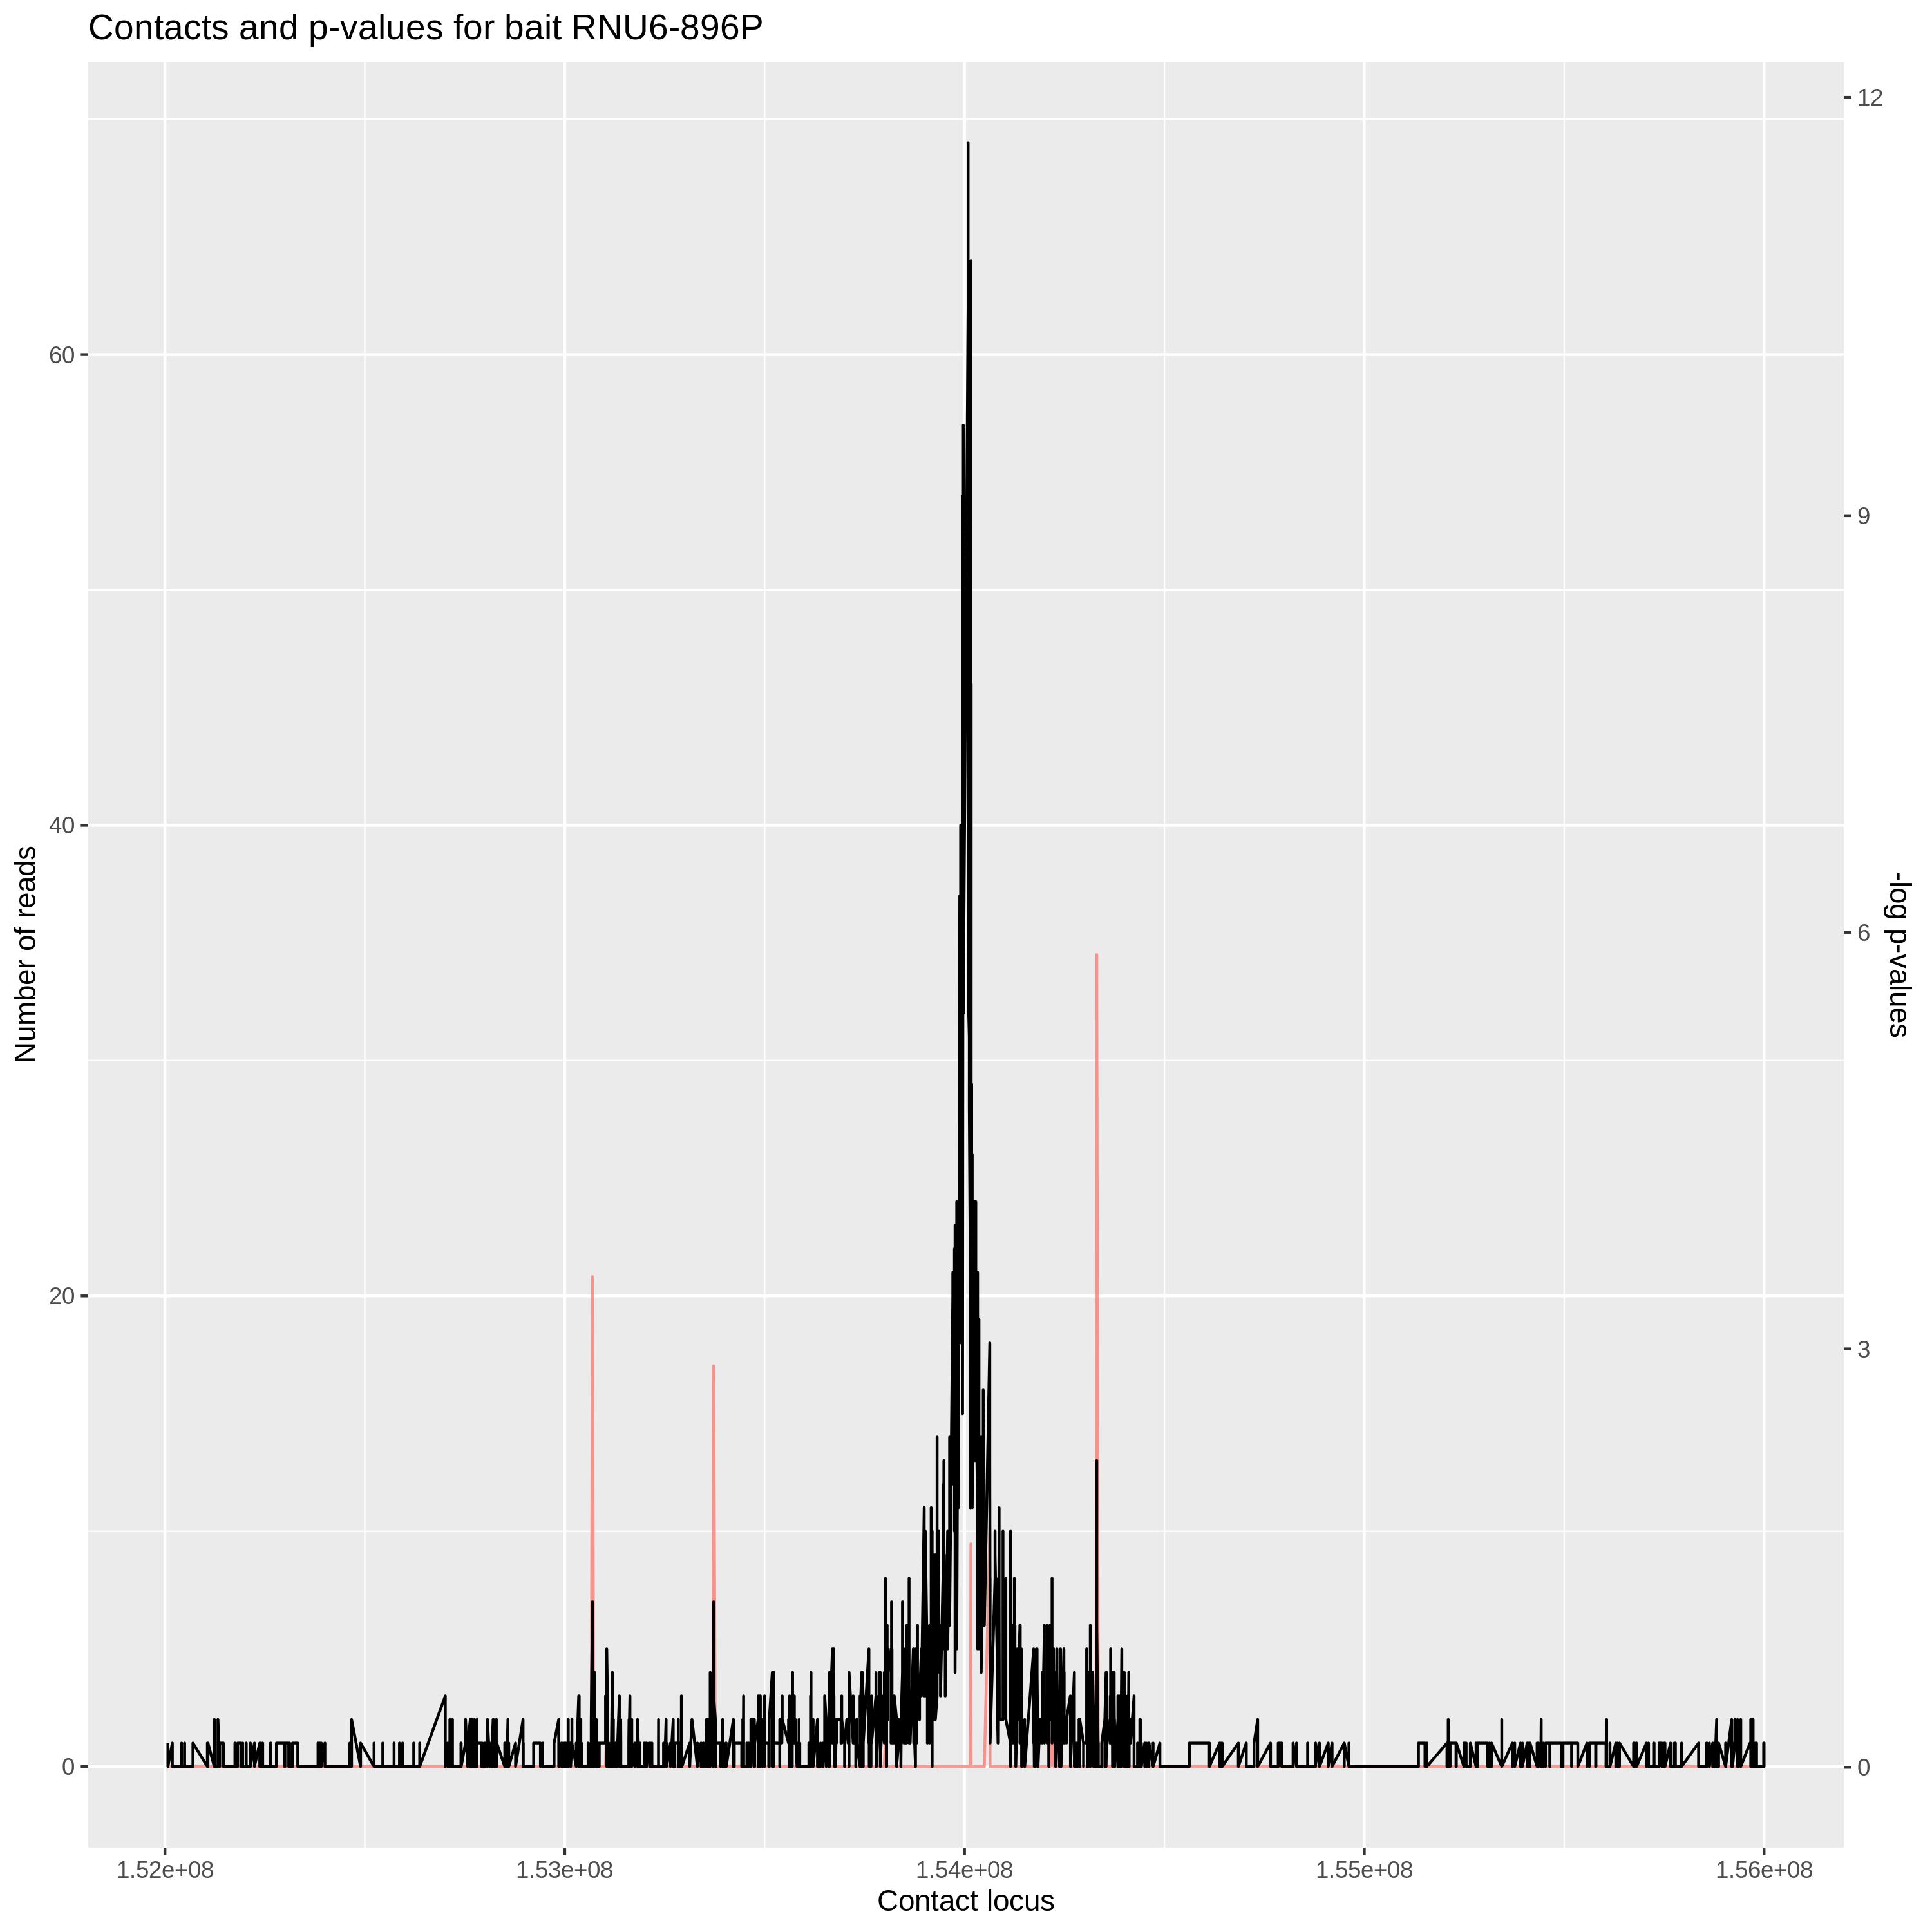 Contacts and p-values for bait RNU6-896P
Number of reads
60
40
20
0
12
9
6
3
0
-log p-values
1.52e+08
1.53e+08
1.54e+08
1.55e+08
1.56e+08
Contact locus